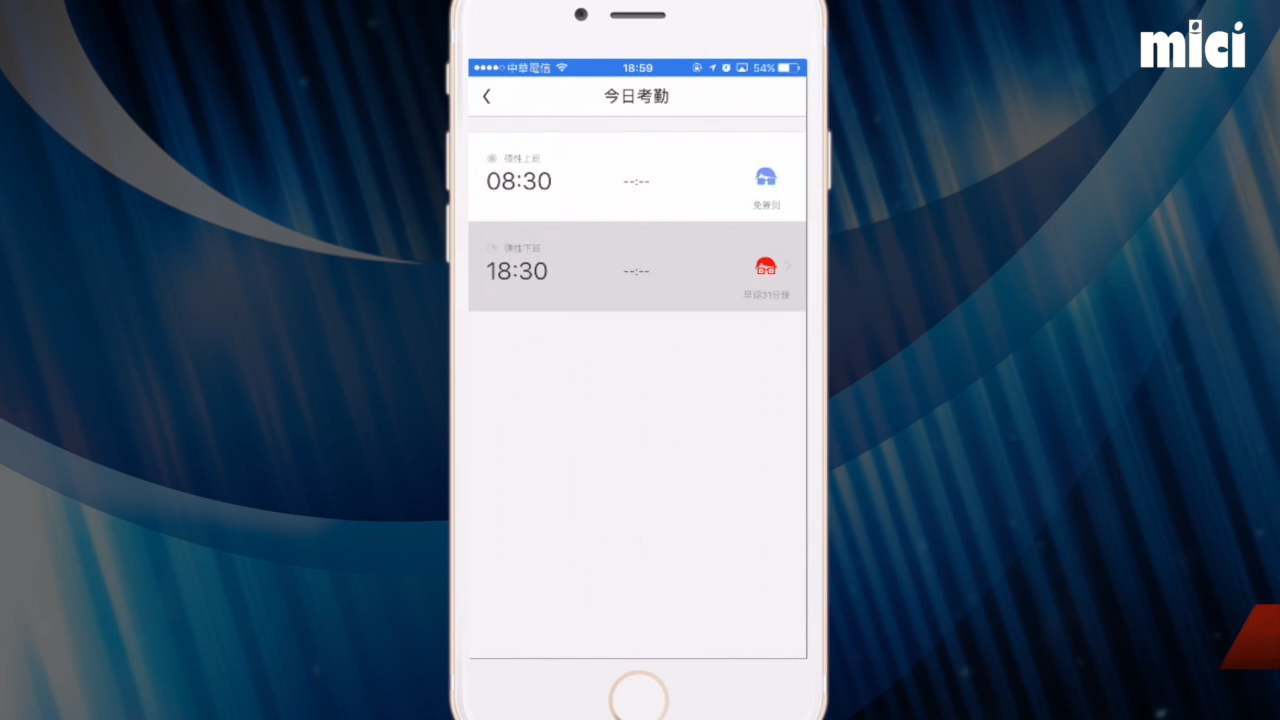 mici
中華電信 18:59 54%
今日考勤
彈性上班
08:30 --:--
免簽到
彈性下班
18:30 --:--
早退31分鐘